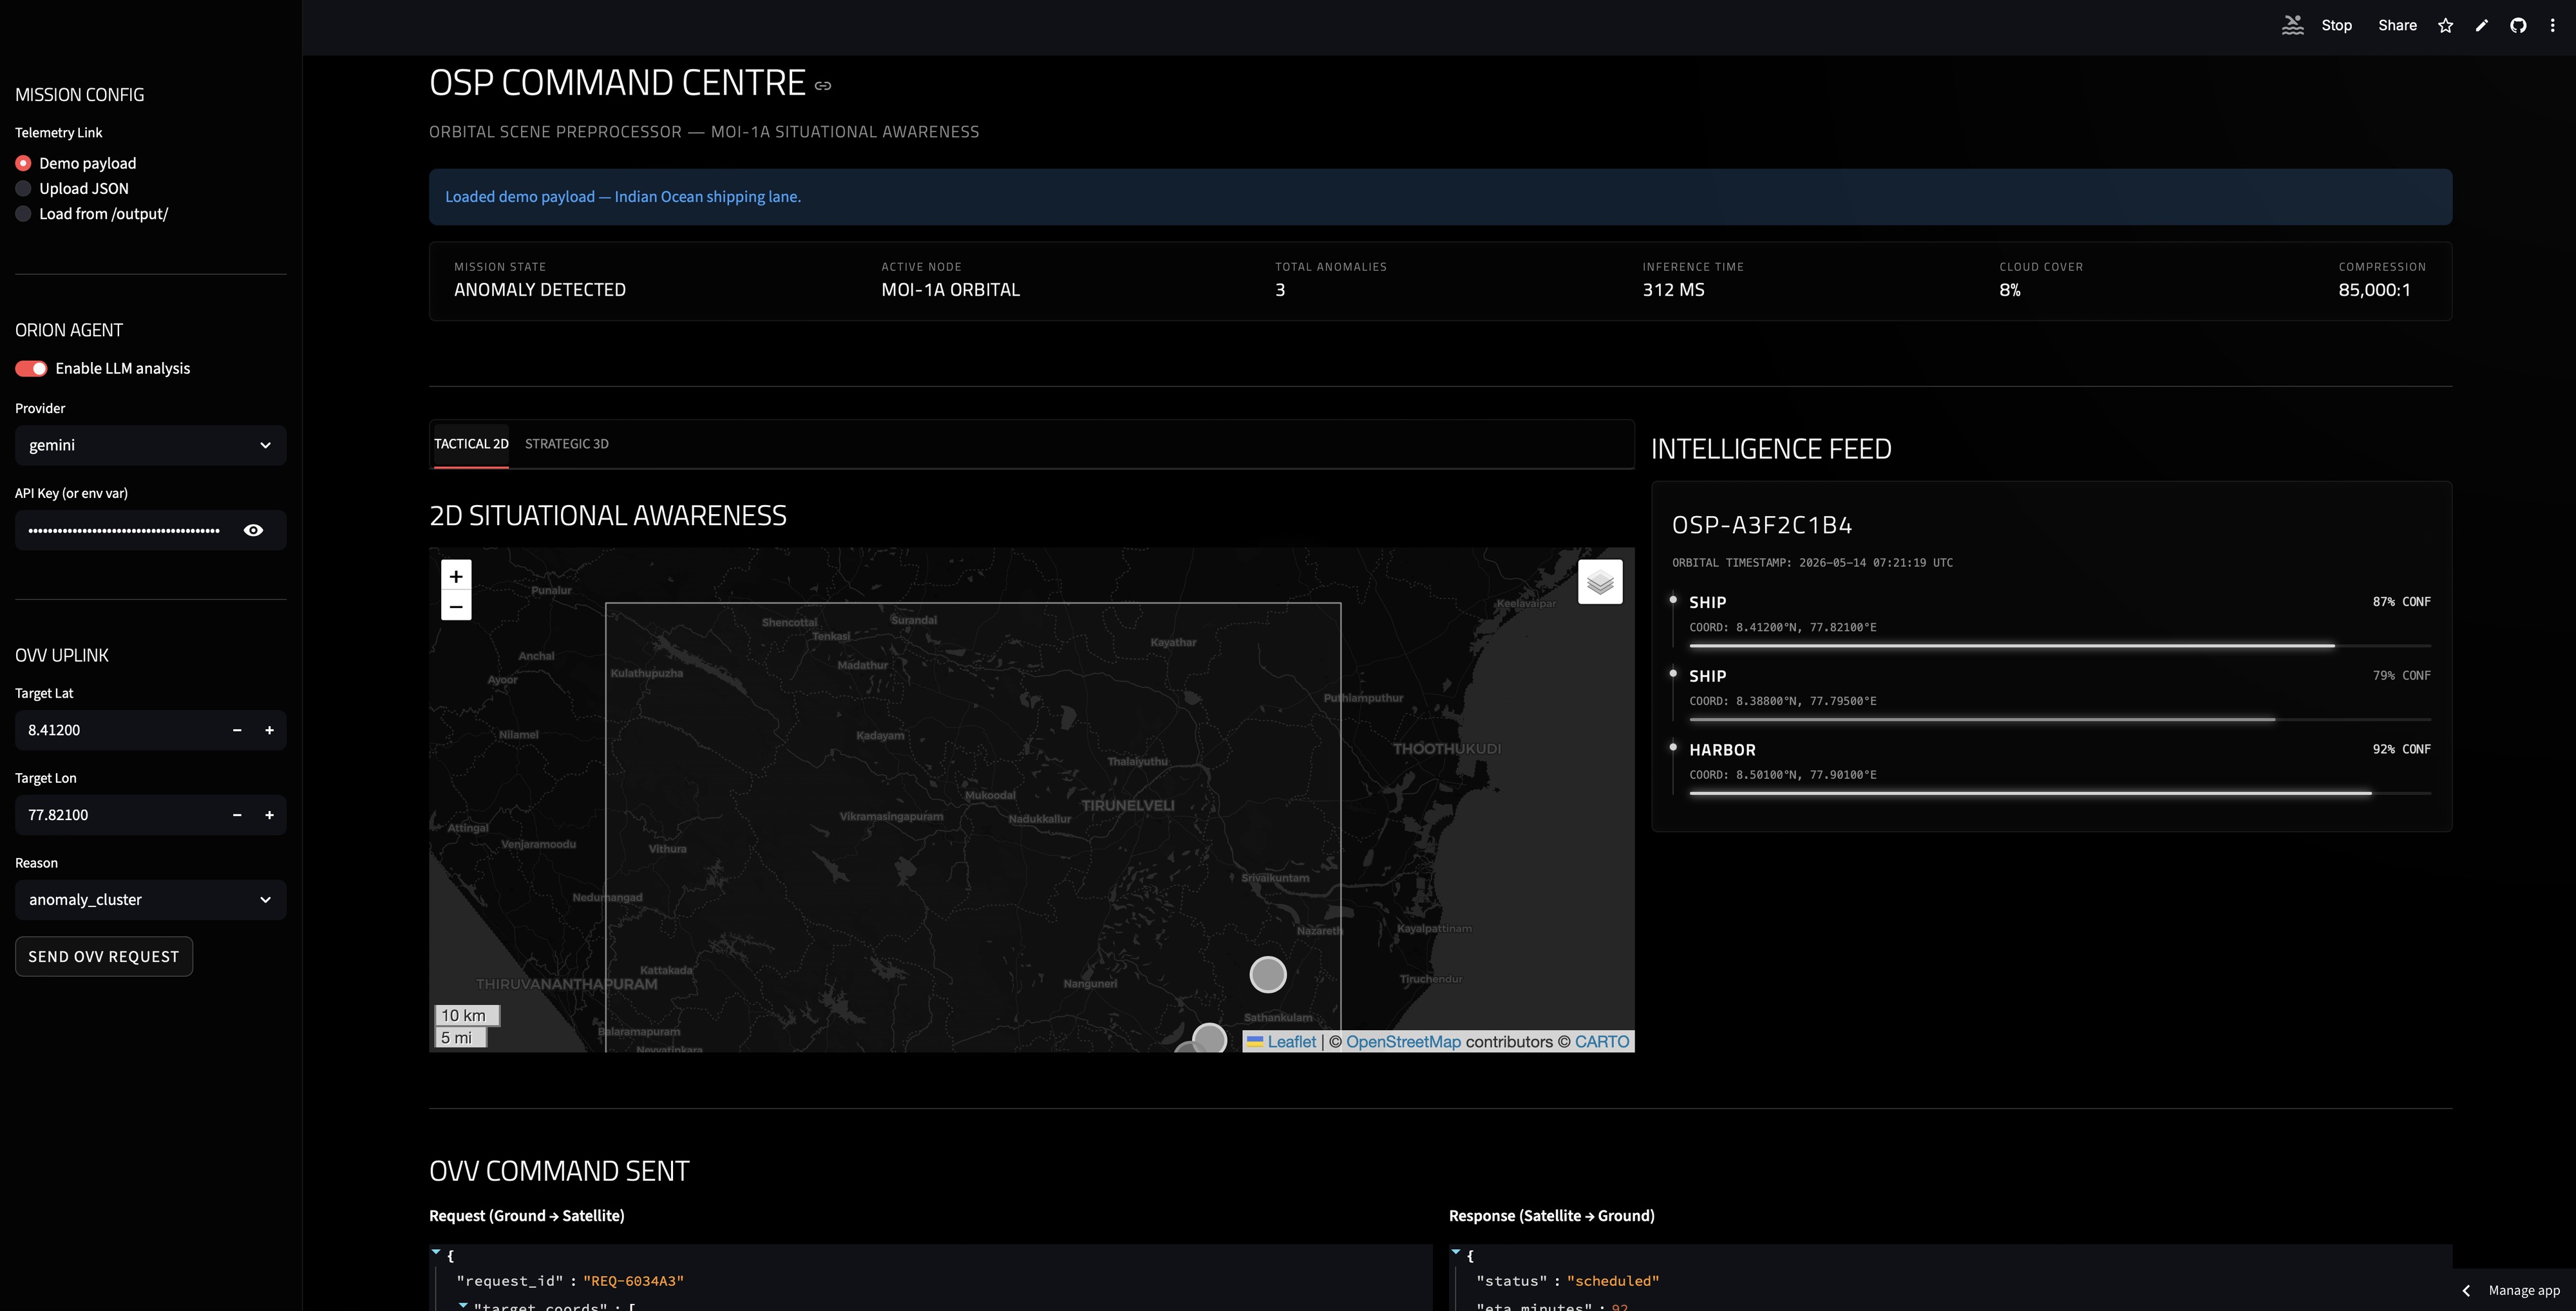 Stop
Share
MISSION CONFIG
Telemetry Link
Demo payload
Upload JSON
Load from /output/
ORION AGENT
Enable LLM analysis
Provider
gemini
API Key (or env var)
OVV UPLINK
Target Lat
8.41200
Target Lon
77.82100
Reason
anomaly_cluster
SEND OVV REQUEST
OSP COMMAND CENTRE
ORBITAL SCENE PREPROCESSOR — MOI-1A SITUATIONAL AWARENESS
Loaded demo payload — Indian Ocean shipping lane.
MISSION STATE
ANOMALY DETECTED
ACTIVE NODE
MOI-1A ORBITAL
TOTAL ANOMALIES
3
INFERENCE TIME
312 MS
CLOUD COVER
8%
COMPRESSION
85,000:1
TACTICAL 2D
STRATEGIC 3D
2D SITUATIONAL AWARENESS
+
−
Punalur
Shencottai
Surandai
Tenkasi
Kayathar
Keelavaipar
Anchal
Madathur
Kulathupuzha
Ayoor
Puthiamputhur
Nilamel
Kadayam
THOOTHUKUDI
Thalaiyuthu
Mukoodal
TIRUNELVELI
Vikramasingapuram
Nadukkallur
Attingal
Venjaramoodu
Vithura
Srivaikuntam
Nedumangad
Nazareth
Kayalpattinam
Kattakada
THIRUVANANTHAPURAM
Nanguneri
Tiruchendur
Sathankulam
Balaramapuram
Neyyatinkara
10 km
5 mi
Leaflet | © OpenStreetMap contributors © CARTO
INTELLIGENCE FEED
OSP-A3F2C1B4
ORBITAL TIMESTAMP: 2026-05-14 07:21:19 UTC
SHIP
87% CONF
COORD: 8.41200°N, 77.82100°E
SHIP
79% CONF
COORD: 8.38800°N, 77.79500°E
HARBOR
92% CONF
COORD: 8.50100°N, 77.90100°E
OVV COMMAND SENT
Request (Ground → Satellite)
{
"request_id" : "REQ-6034A3"
"target_coords" : [
Response (Satellite → Ground)
{
"status" : "scheduled"
"eta_minutes" : 92
Manage app